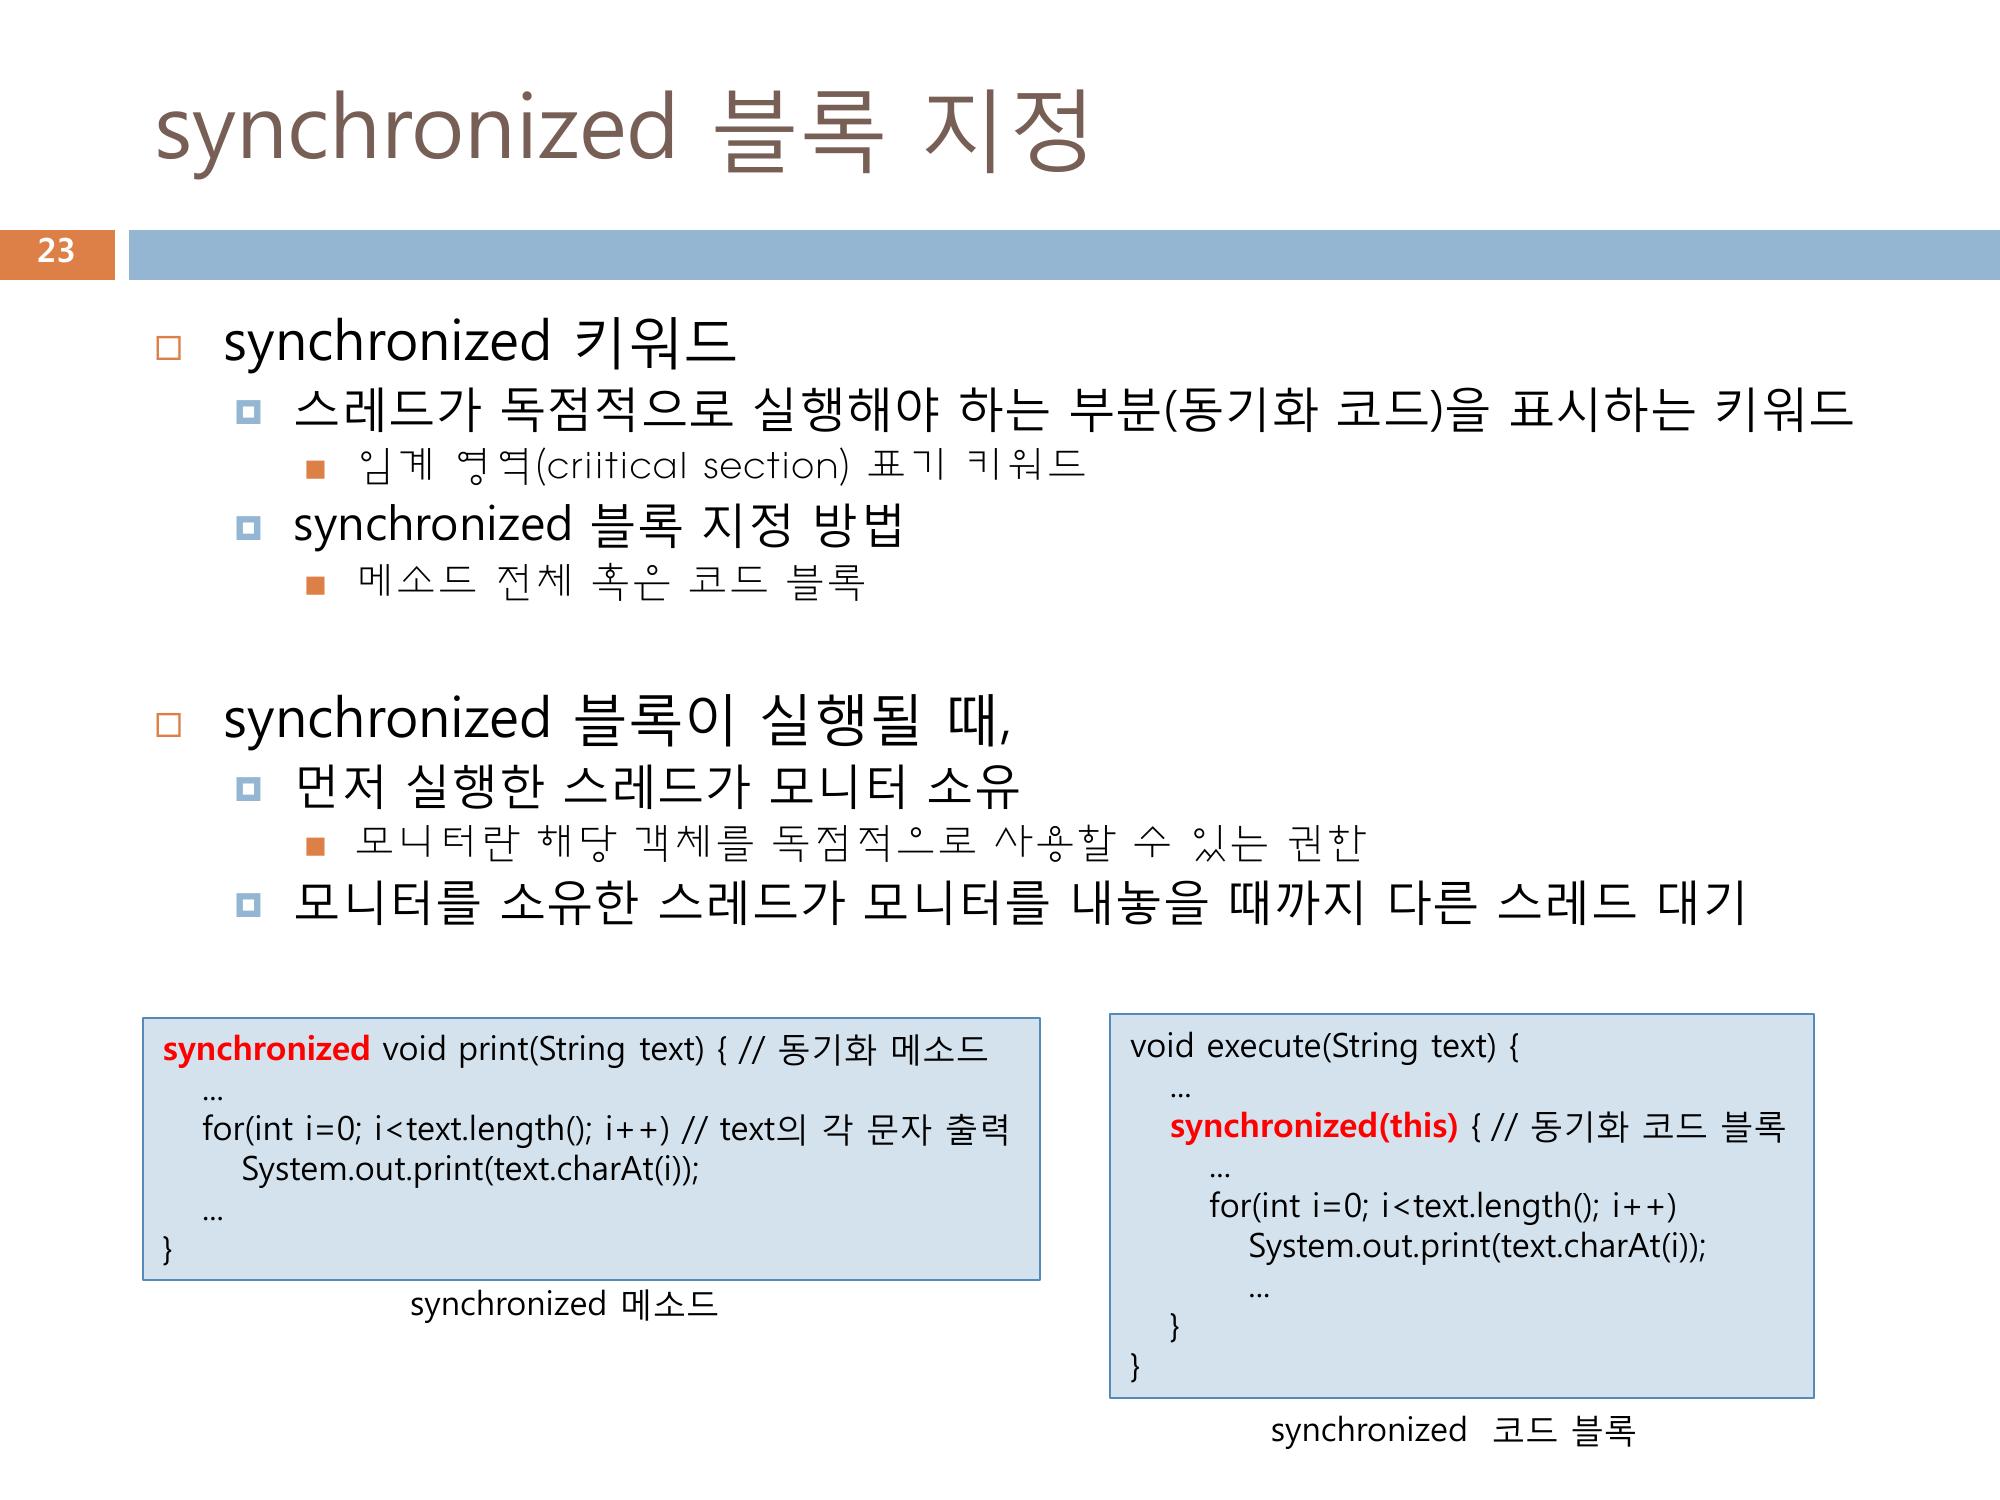 synchronized 블록 지정
23
synchronized 키워드
스레드가 독점적으로 실행해야 하는 부분(동기화 코드)을 표시하는 키워드
임계 영역(criitical section) 표기 키워드
synchronized 블록 지정 방법
메소드 전체 혹은 코드 블록
synchronized 블록이 실행될 때,
먼저 실행한 스레드가 모니터 소유
모니터란 해당 객체를 독점적으로 사용할 수 있는 권한
모니터를 소유한 스레드가 모니터를 내놓을 때까지 다른 스레드 대기
synchronized void print(String text) { // 동기화 메소드
...
for(int i=0; i<text.length(); i++) // text의 각 문자 출력
System.out.print(text.charAt(i));
...
}
synchronized 메소드
void execute(String text) {
...
synchronized(this) { // 동기화 코드 블록
...
for(int i=0; i<text.length(); i++)
System.out.print(text.charAt(i));
...
}
}
synchronized 코드 블록